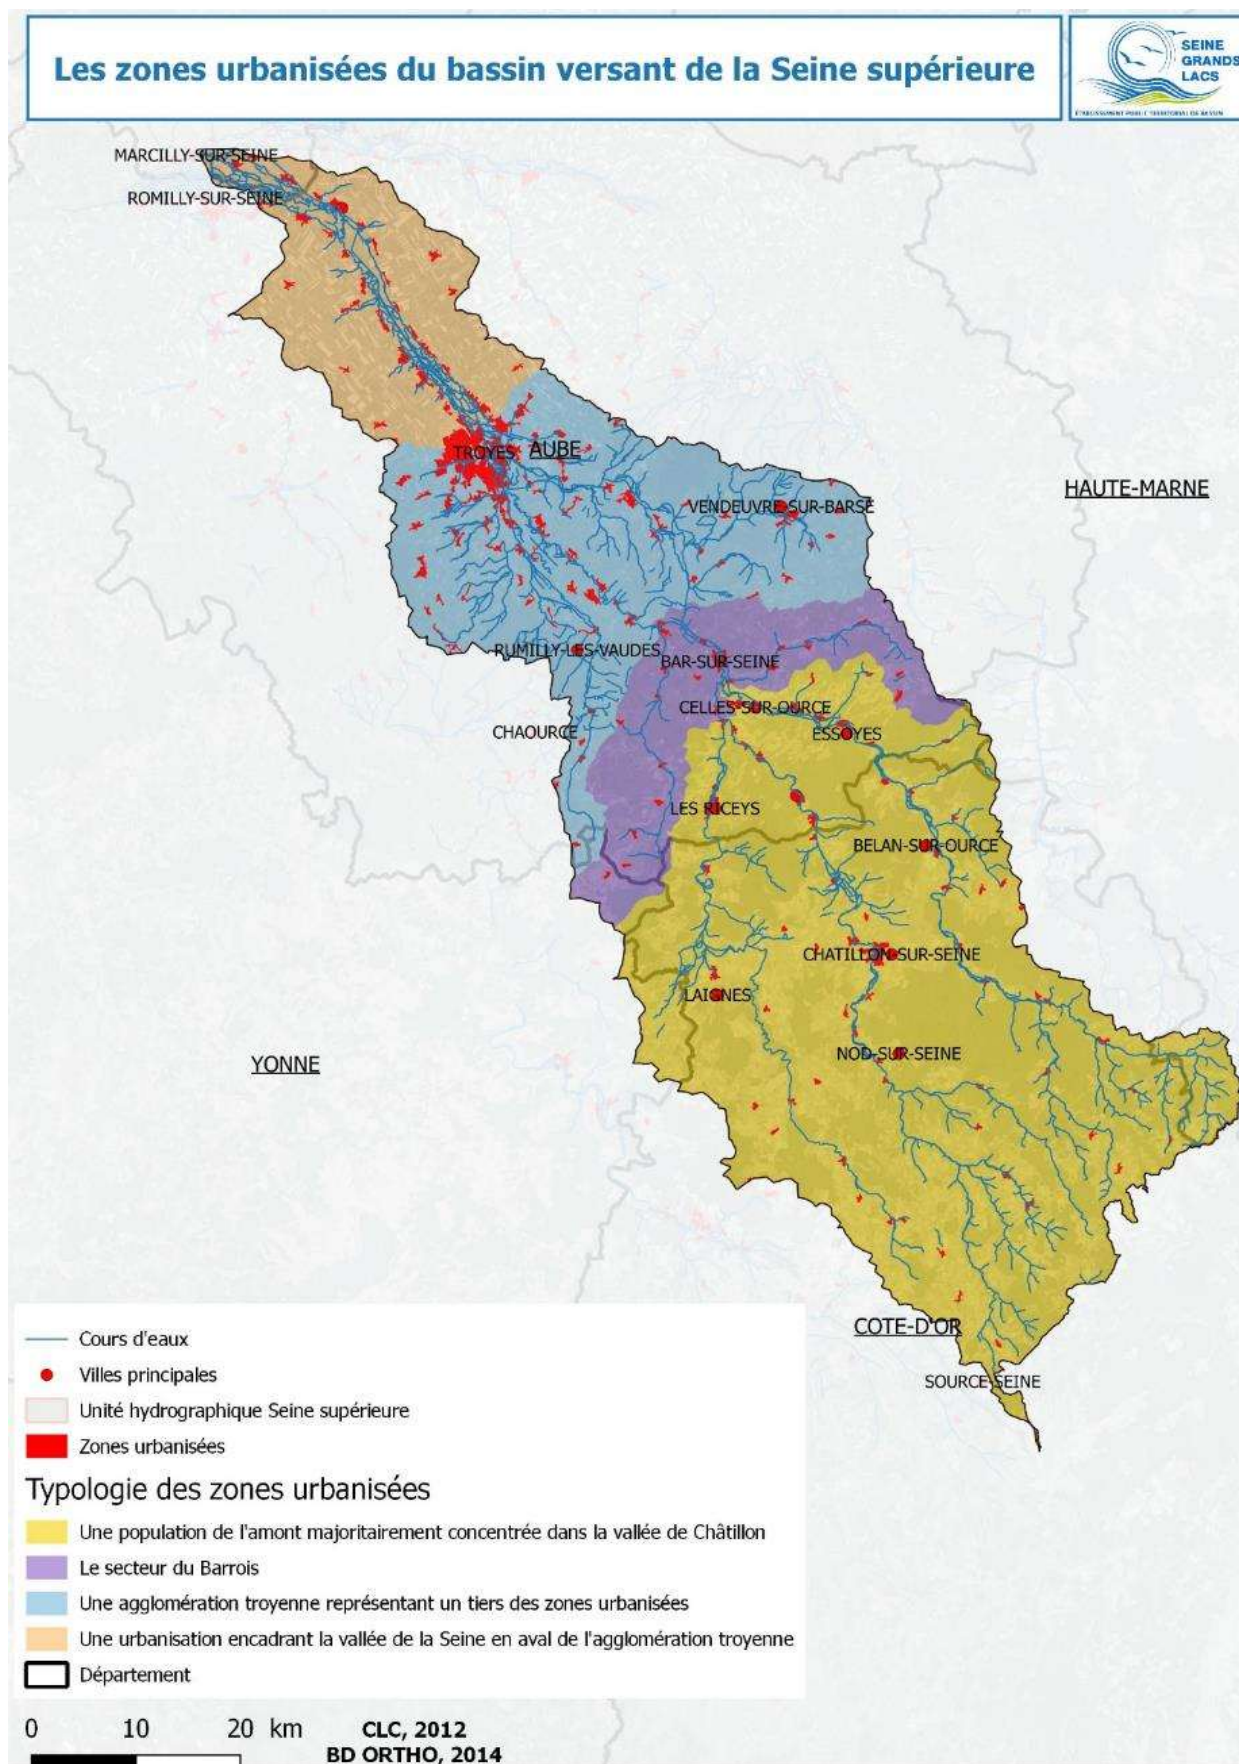 Les zones urbanisées du bassin versant de la Seine supérieure
SEINE
GRANDS
LACS
ÉTABLISSEMENT PUBLIC TERRITORIAL DE BASSIN
MARCILLY-SUR-SEINE
ROMILLY-SUR-SEINE
TROYES
AUBE
HAUTE-MARNE
VENDEUVRE-SUR-BARSE
RUMILLY-LES-VAUDES
BAR-SUR-SEINE
CELLES-SUR-OURCE
CHAOURCE
ESSOYES
LES RICEYS
BELAN-SUR-OURCE
CHATILLON-SUR-SEINE
LAIGNES
NOD-SUR-SEINE
YONNE
COTE-D'OR
SOURCE-SEINE
Cours d'eaux
Villes principales
Unité hydrographique Seine supérieure
Zones urbanisées
Typologie des zones urbanisées
Une population de l'amont majoritairement concentrée dans la vallée de Châtillon
Le secteur du Barrois
Une agglomération troyenne représentant un tiers des zones urbanisées
Une urbanisation encadrant la vallée de la Seine en aval de l'agglomération troyenne
Département
0 10 20 km
CLC, 2012
BD ORTHO, 2014